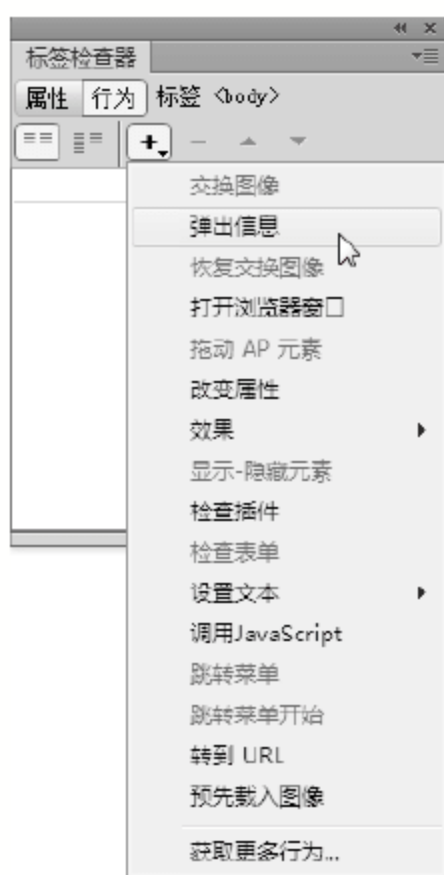 标签检查器
属性 行为 标签 <body>
交换图像
弹出信息
恢复交换图像
打开浏览器窗口
拖动 AP 元素
改变属性
效果
显示-隐藏元素
检查插件
检查表单
设置文本
调用JavaScript
跳转菜单
跳转菜单开始
转到 URL
预先载入图像
获取更多行为...